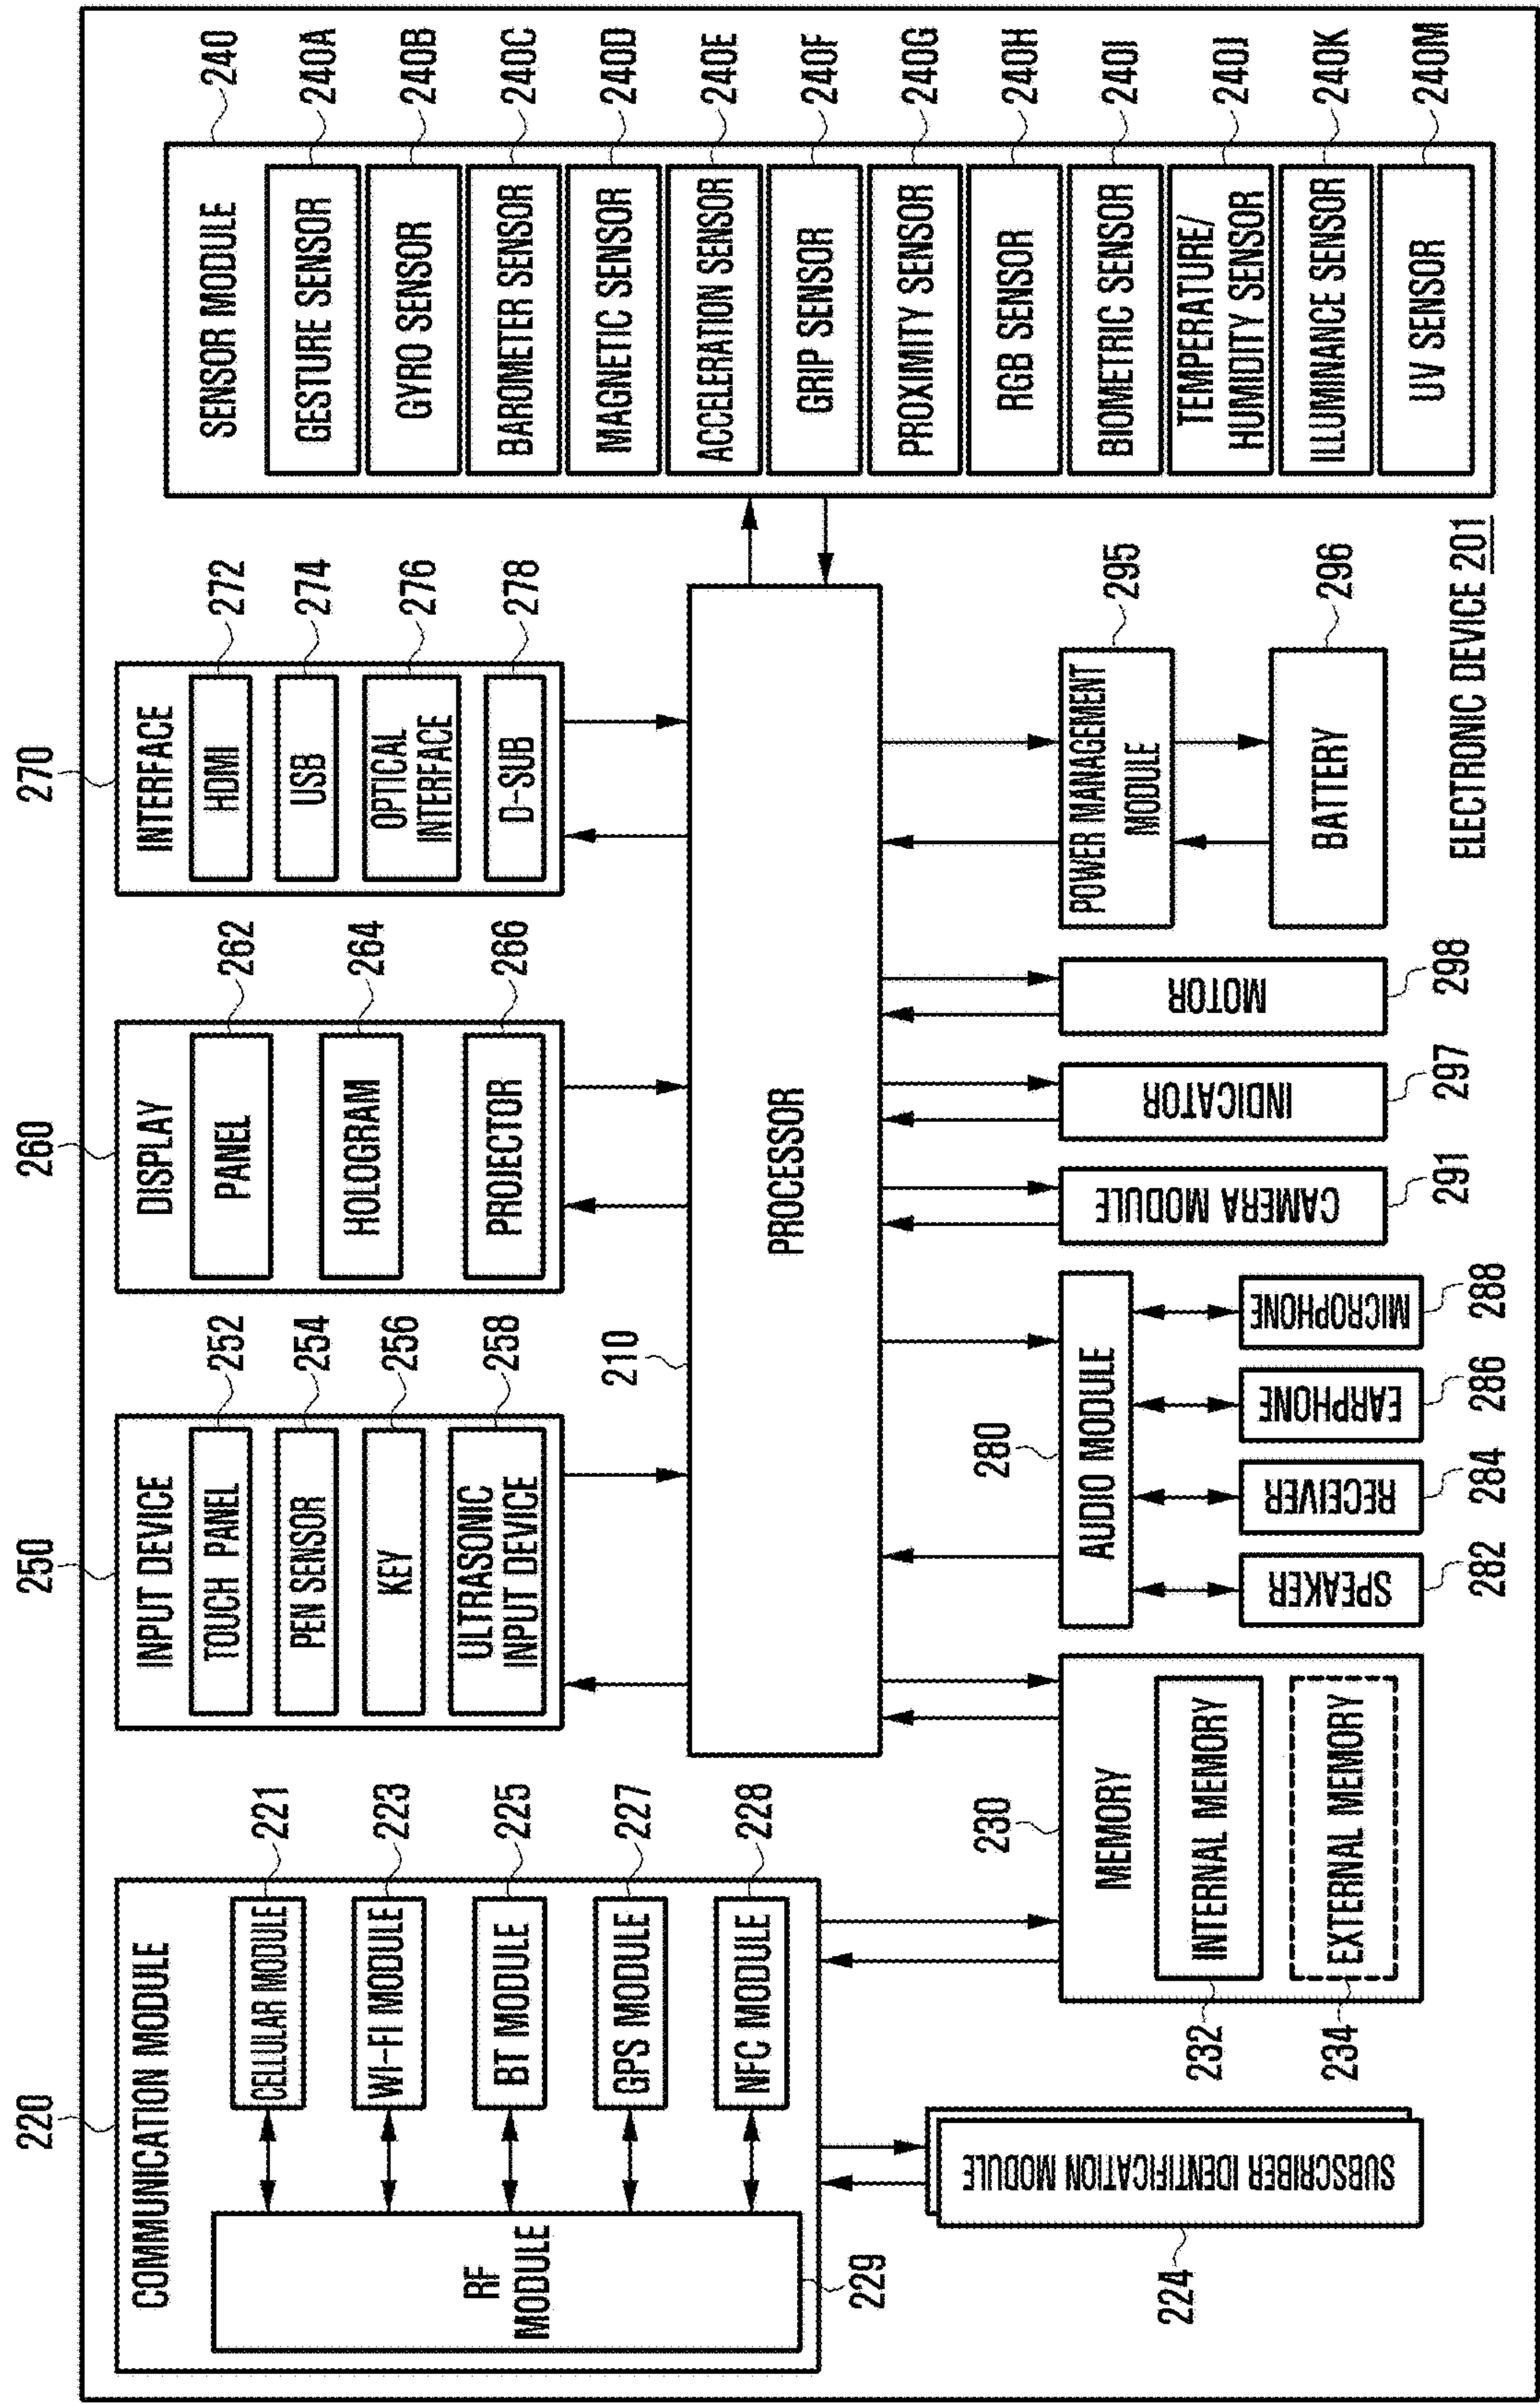 220
COMMUNICATION MODULE
RF
MODULE
229
CELLULAR MODULE
221
WI-FI MODULE
223
BT MODULE
225
GPS MODULE
227
NFC MODULE
228
SUBSCRIBER IDENTIFICATION MODULE
224
250
INPUT DEVICE
TOUCH PANEL
252
PEN SENSOR
254
KEY
256
ULTRASONIC
INPUT DEVICE
258
260
DISPLAY
PANEL
262
HOLOGRAM
264
PROJECTOR
266
270
INTERFACE
HDMI
272
USB
274
OPTICAL
INTERFACE
276
D-SUB
278
210
PROCESSOR
240
SENSOR MODULE
GESTURE SENSOR
240A
GYRO SENSOR
240B
BAROMETER SENSOR
240C
MAGNETIC SENSOR
240D
ACCELERATION SENSOR
240E
GRIP SENSOR
240F
PROXIMITY SENSOR
240G
RGB SENSOR
240H
BIOMETRIC SENSOR
240I
TEMPERATURE/
HUMIDITY SENSOR
240J
ILLUMINANCE SENSOR
240K
UV SENSOR
240M
230
MEMORY
INTERNAL MEMORY
232
EXTERNAL MEMORY
234
280
AUDIO MODULE
SPEAKER
282
RECEIVER
284
EARPHONE
286
MICROPHONE
288
CAMERA MODULE
291
INDICATOR
297
MOTOR
298
POWER MANAGEMENT
MODULE
295
BATTERY
296
ELECTRONIC DEVICE 201